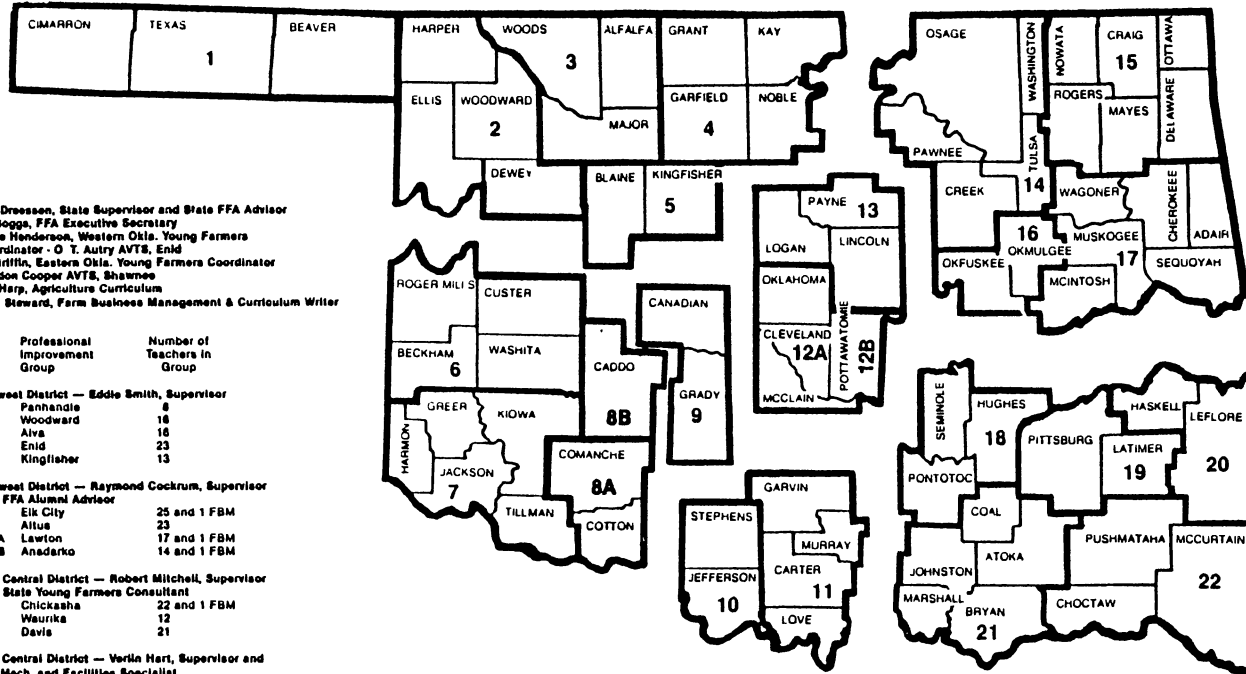 CIMARRON
TEXAS
BEAVER
1
HARPER
WOODS
ALFALFA
3
ELLIS
WOODWARD
2
MAJOR
DEWEY
GRANT
KAY
GARFIELD
NOBLE
4
BLAINE
KINGFISHER
5
OSAGE
WASHINGTON
NOWATA
CRAIG
OTTAWA
15
ROGERS
MAYES
DELAWARE
PAWNEE
TULSA
CREEK
14
WAGONER
CHEROKEEE
ADAIR
16
OKMULGEE
MUSKOGEE
17
OKFUSKEE
MCINTOSH
SEQUOYAH
PAYNE
13
LOGAN
LINCOLN
OKLAHOMA
CLEVELAND
12A
POTTAWATOMIE
12B
MCCLAIN
Dreessen, State Supervisor and State FFA Advisor
oggs, FFA Executive Secretary
e Henderson, Western Okla. Young Farmers
rdinator - O T. Autry AVTS, Enid
riffin, Eastern Okla. Young Farmers Coordinator
don Cooper AVTS, Shawnee
Harp, Agriculture Curriculum
Steward, Farm Business Management & Curriculum Writer
Professional Number of
Improvement Teachers in
Group Group
west District — Eddie Smith, Supervisor
Panhandle 8
Woodward 16
Alva 16
Enid 23
Kingfisher 13
west District — Raymond Cockrum, Supervisor
FFA Alumni Advisor
Elk City 25 and 1 FBM
Altus 23
A Lawton 17 and 1 FBM
B Anadarko 14 and 1 FBM
Central District — Robert Mitchell, Supervisor
State Young Farmers Consultant
Chickasha 22 and 1 FBM
Waurika 12
Davis 21
Central District — Verlin Hart, Supervisor and
Mech. and Facilities Specialist
ROGER MILLS
CUSTER
BECKHAM
6
WASHITA
GREER
KIOWA
HARMON
JACKSON
7
TILLMAN
CADDO
8B
COMANCHE
8A
COTTON
CANADIAN
GRADY
9
STEPHENS
JEFFERSON
10
GARVIN
MURRAY
CARTER
11
LOVE
SEMINOLE
HUGHES
18
PONTOTOC
PITTSBURG
HASKELL
LATIMER
19
LEFLORE
20
COAL
ATOKA
JOHNSTON
MARSHALL
BRYAN
21
PUSHMATAHA
MCCURTAIN
CHOCTAW
22